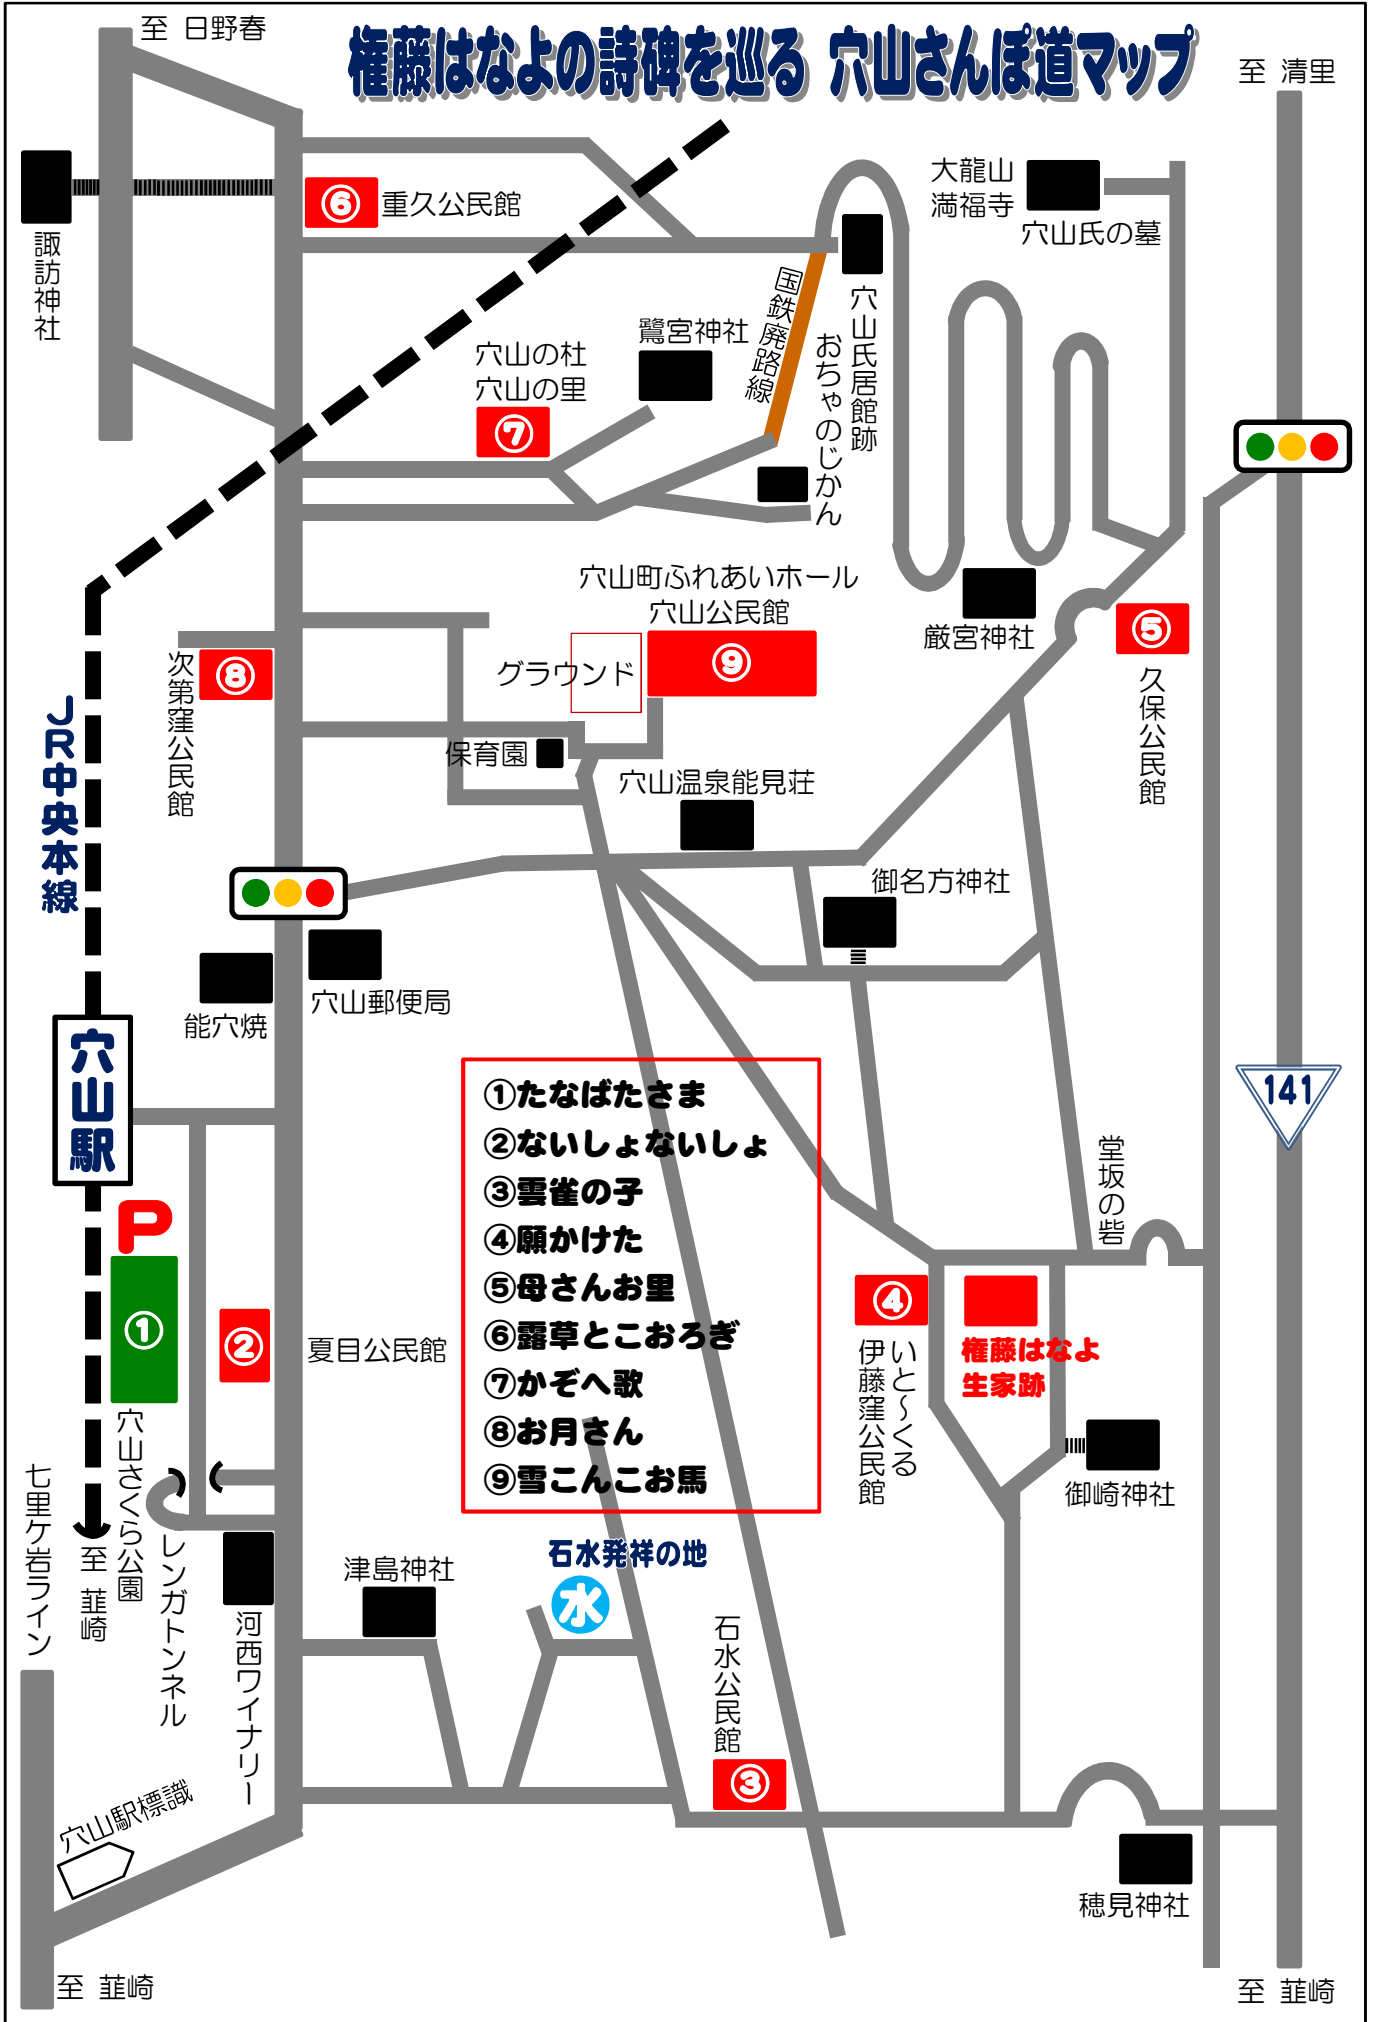 至 日野春
権藤はなよの詩碑を巡る 穴山さんぽ道マップ
至 清里
諏訪神社
⑥
重久公民館
大龍山
満福寺
穴山氏の墓
国鉄廃路線
穴山氏居館跡
おちゃのじかん
鷺宮神社
穴山の杜
穴山の里
⑦
穴山町ふれあいホール
穴山公民館
⑨
グラウンド
厳宮神社
⑤
久保公民館
⑧
次第窪公民館
保育園
穴山温泉能見荘
JR中央本線
御名方神社
穴山郵便局
能穴焼
穴山駅
141
①たなばたさま
②ないしょないしょ
③雲雀の子
④願かけた
⑤母さんお里
⑥露草とこおろぎ
⑦かぞへ歌
⑧お月さん
⑨雪こんこお馬
堂坂の砦
P
①
②
夏目公民館
④
いと〜くる
伊藤窪公民館
権藤はなよ
生家跡
御崎神社
穴山さくら公園
七里ケ岩ライン
至 韮崎
レンガトンネル
河西ワイナリー
津島神社
石水発祥の地
水
石水公民館
③
穴山駅標識
穂見神社
至 韮崎
至 韮崎